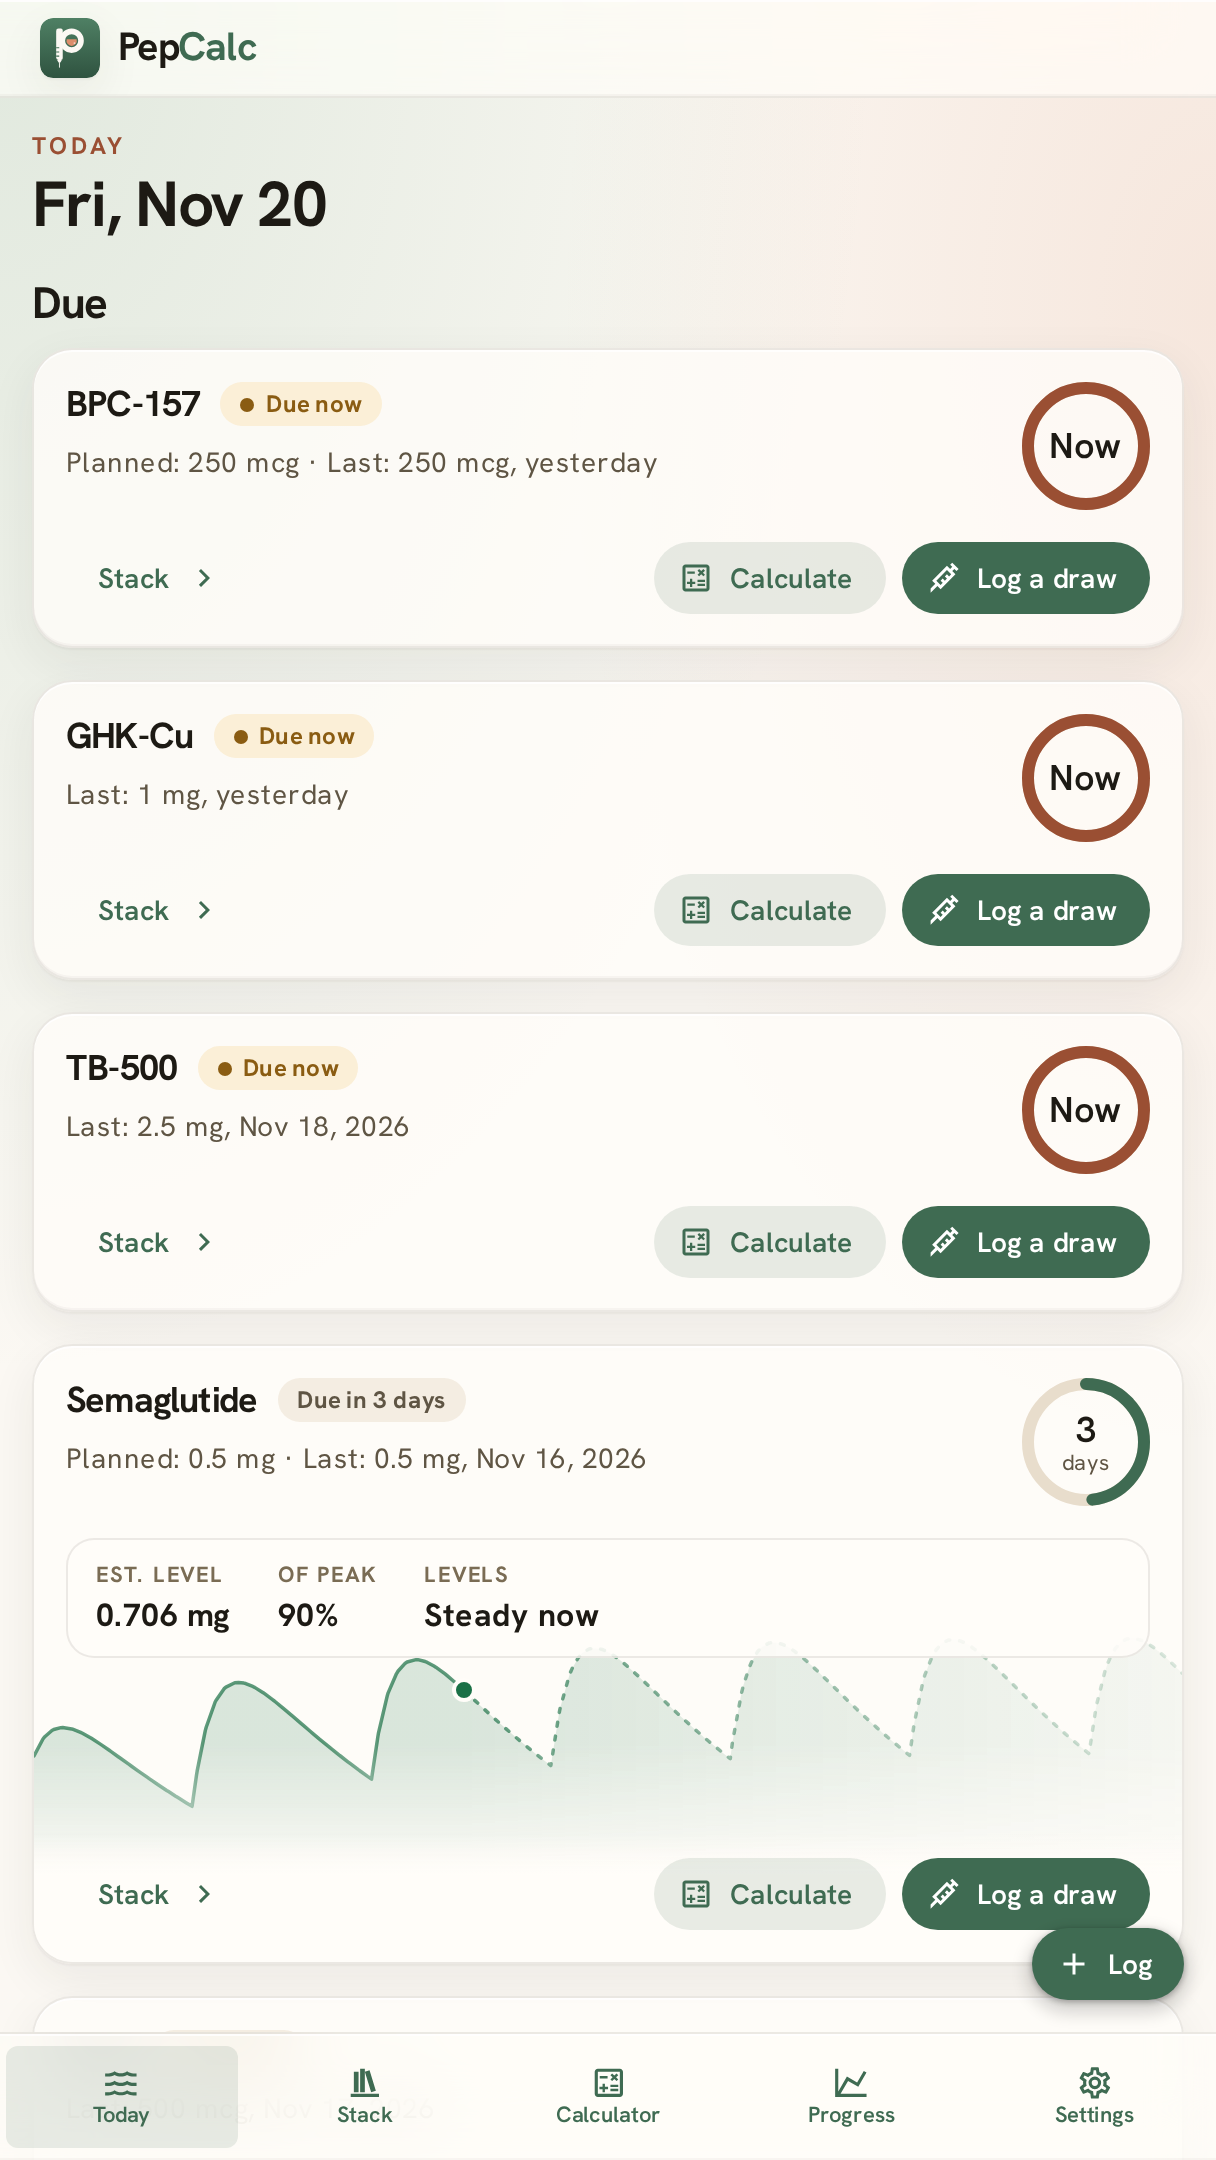 PepCalc
TODAY
Fri, Nov 20
Due
BPC-157 Due now
Planned: 250 mcg · Last: 250 mcg, yesterday
Now
Stack
Calculate
Log a draw
GHK-Cu Due now
Last: 1 mg, yesterday
Now
Stack
Calculate
Log a draw
TB-500 Due now
Last: 2.5 mg, Nov 18, 2026
Now
Stack
Calculate
Log a draw
Semaglutide Due in 3 days
Planned: 0.5 mg · Last: 0.5 mg, Nov 16, 2026
3
days
EST. LEVEL OF PEAK LEVELS
0.706 mg 90% Steady now
Stack
Calculate
Log a draw
Log
Today Stack Calculator Progress Settings